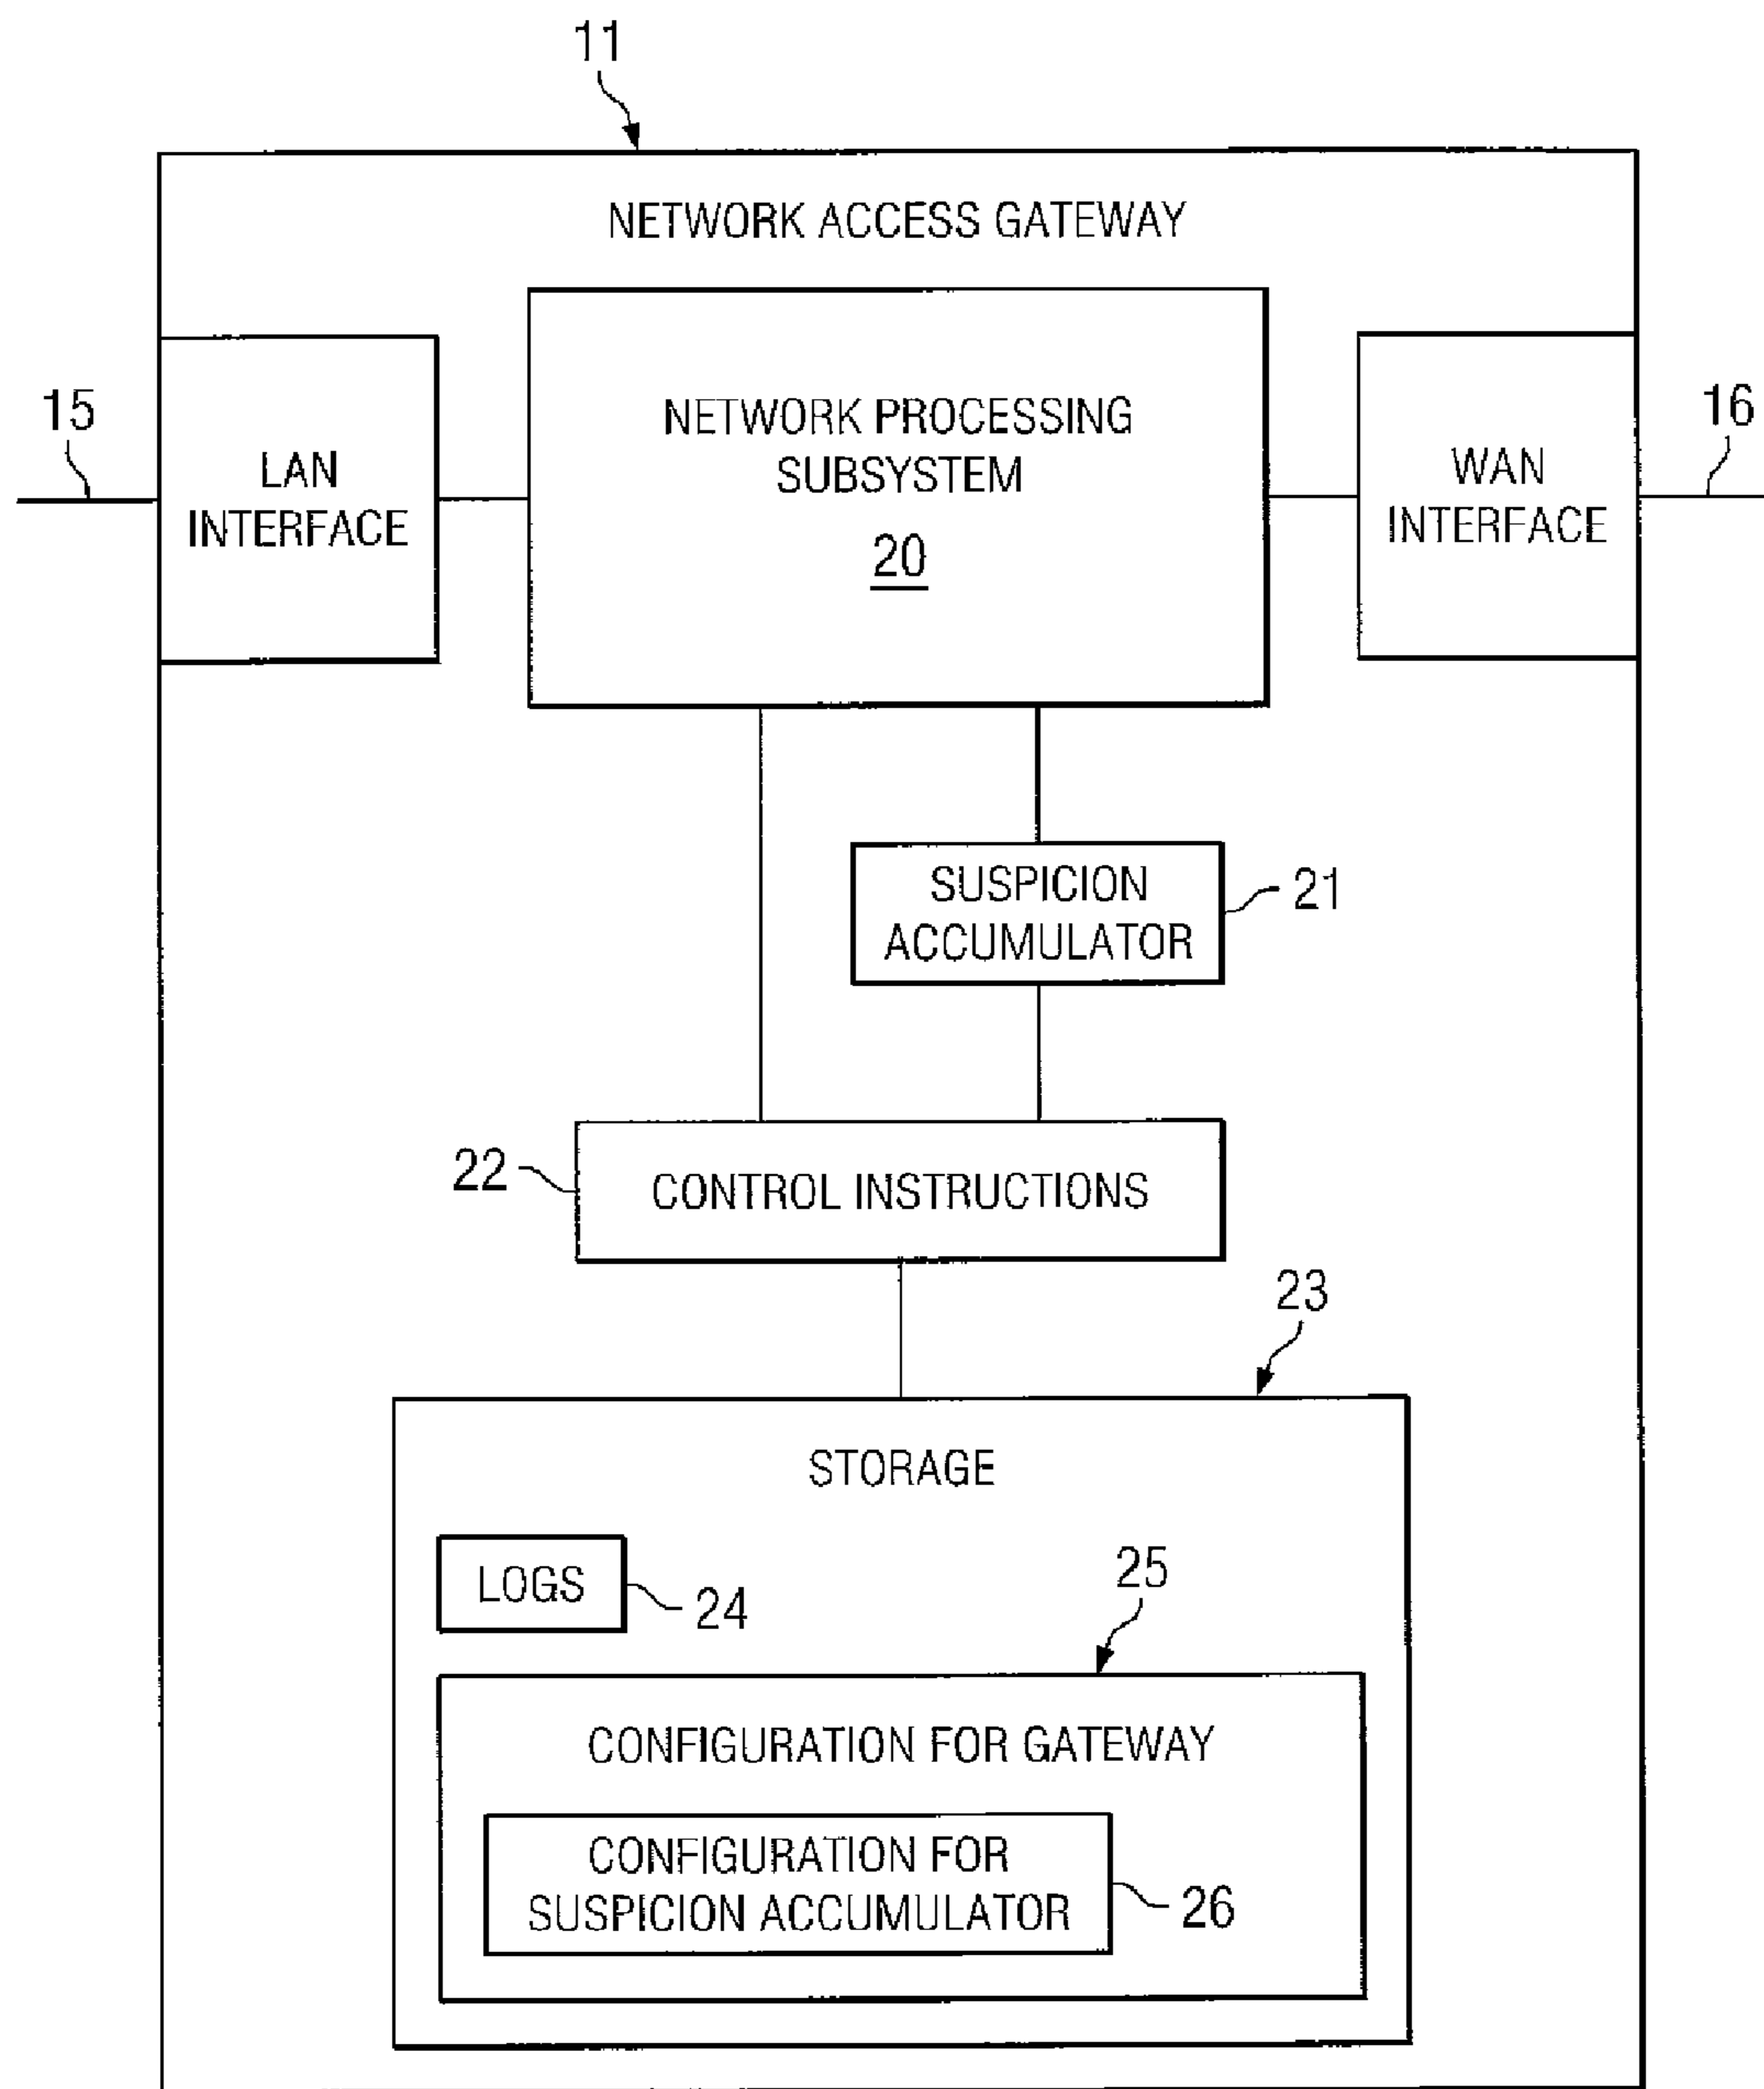 11
NETWORK ACCESS GATEWAY
15
LAN
INTERFACE
NETWORK PROCESSING
SUBSYSTEM
20
WAN
INTERFACE
16
SUSPICION
ACCUMULATOR
21
22
CONTROL INSTRUCTIONS
23
STORAGE
LOGS
24
25
CONFIGURATION FOR GATEWAY
CONFIGURATION FOR
SUSPICION ACCUMULATOR
26